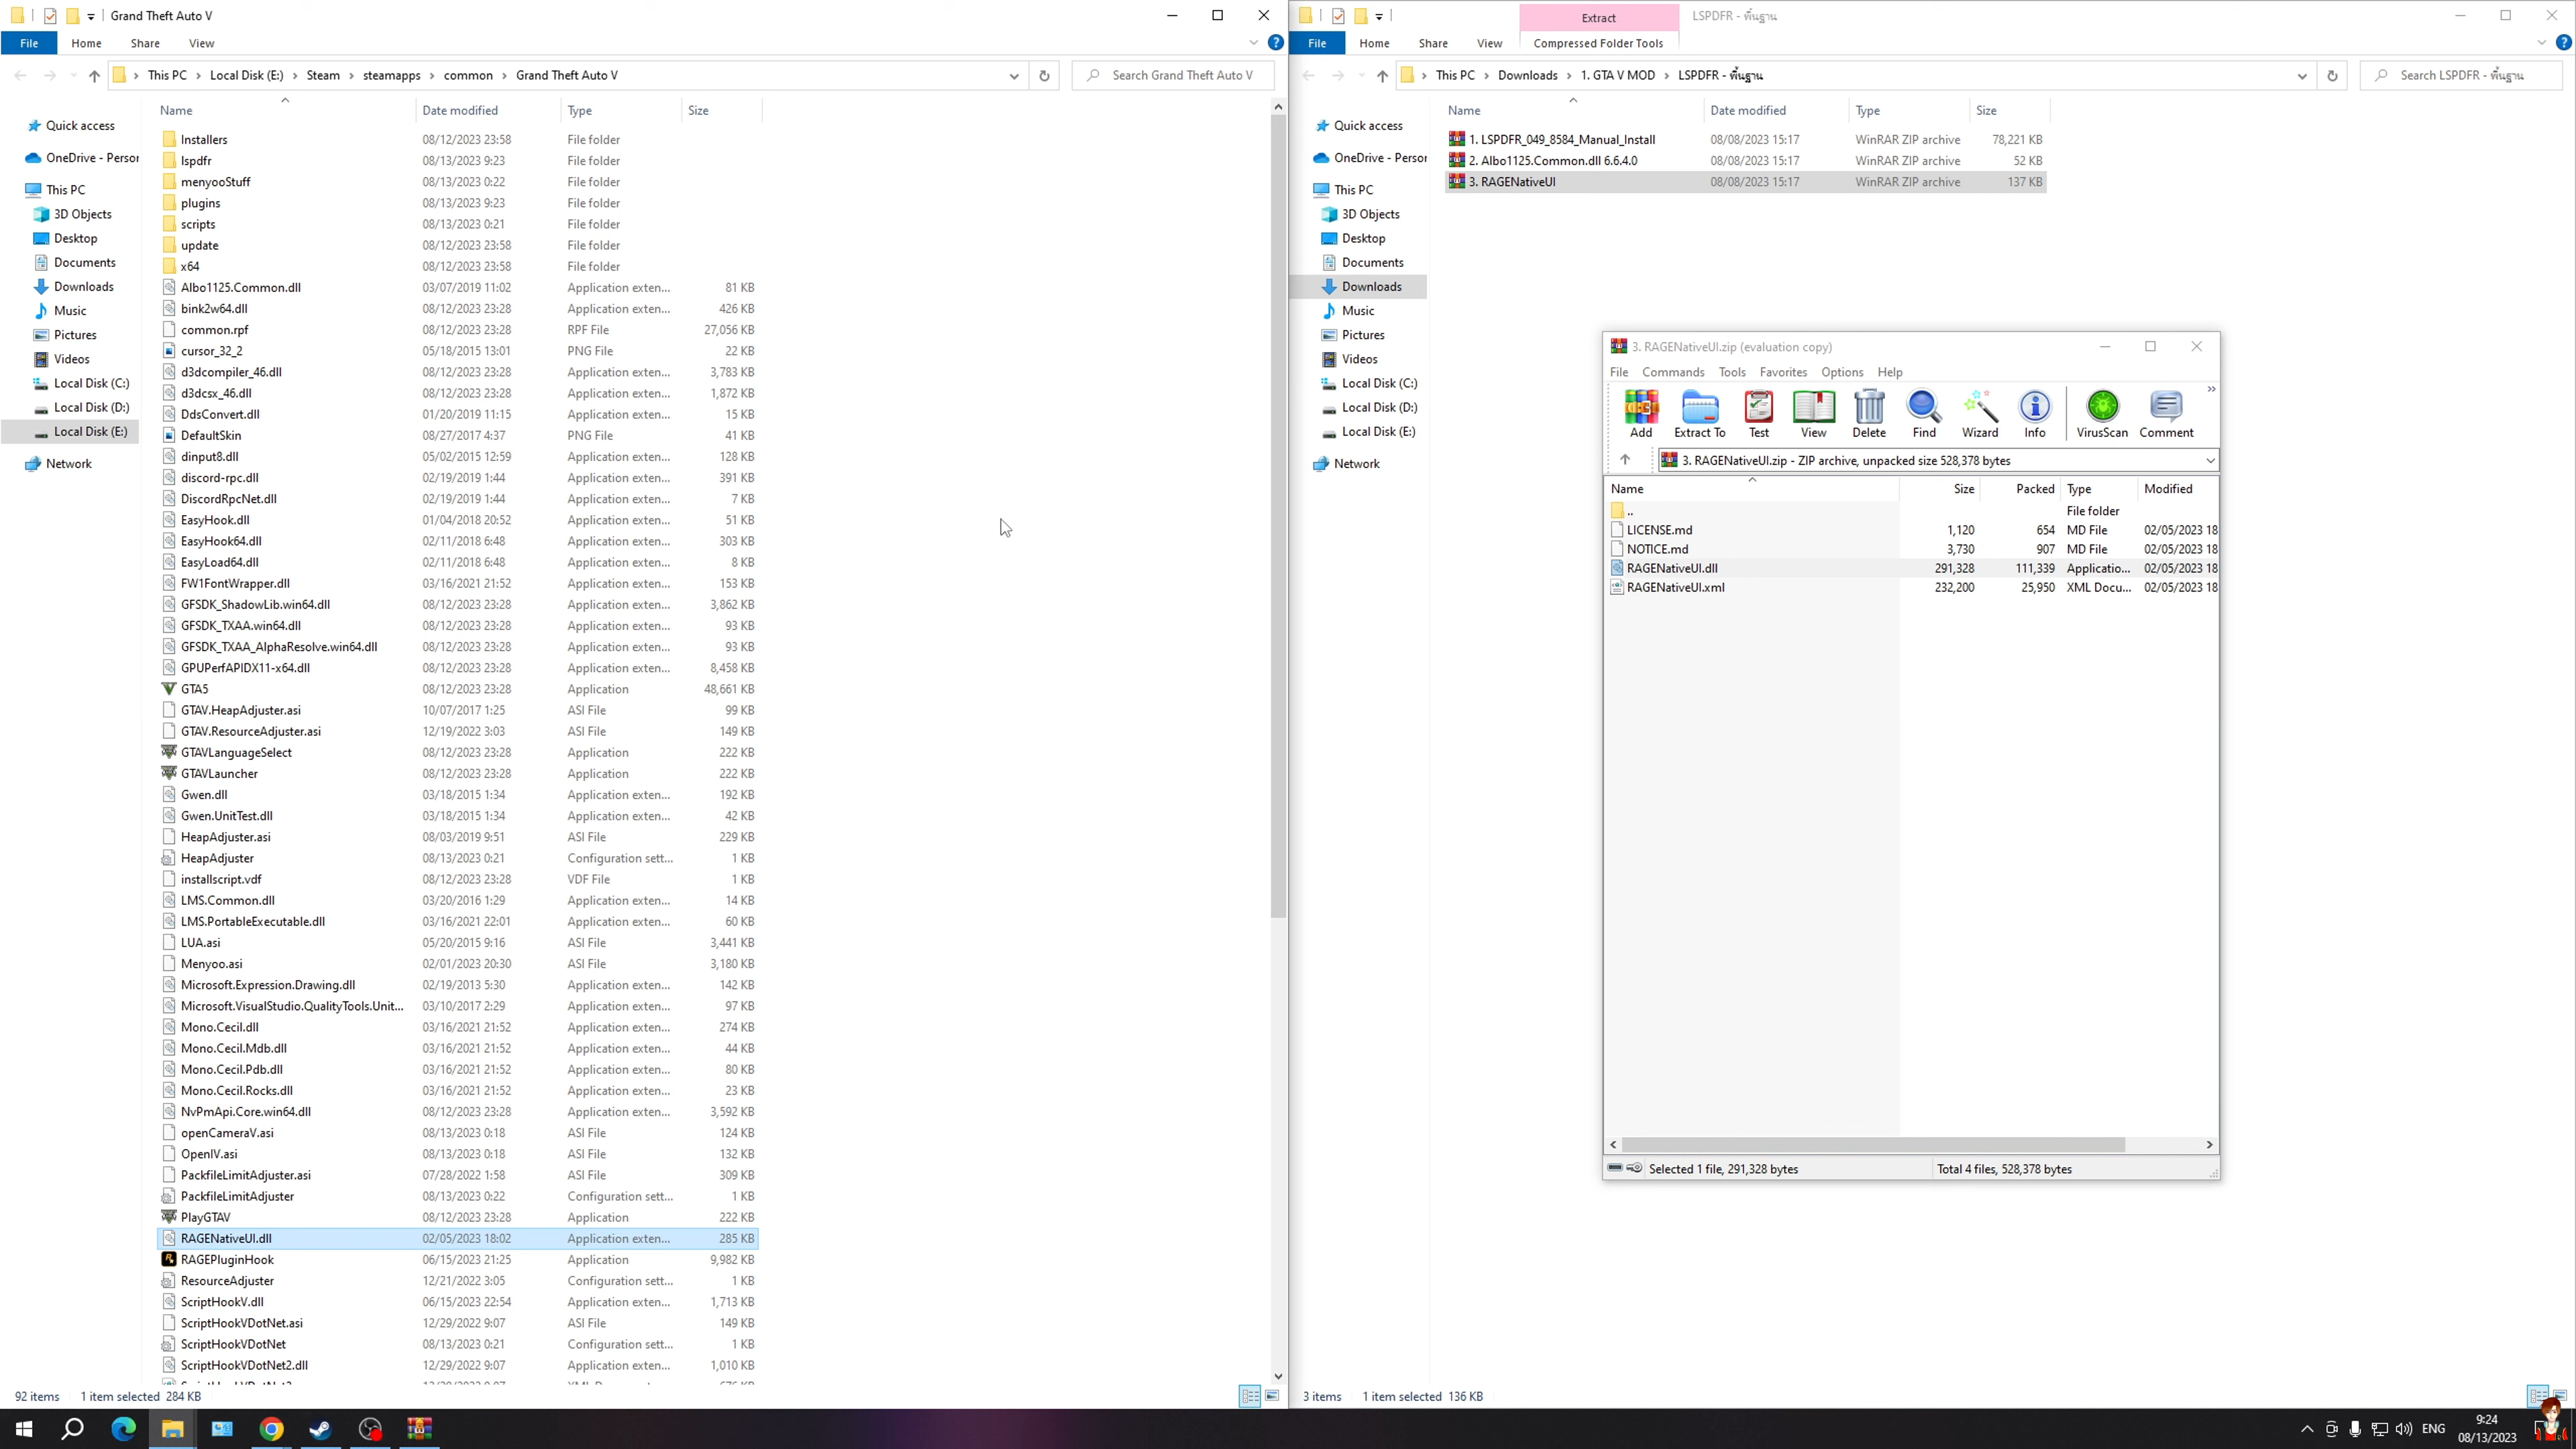 Grand Theft Auto V
File Home Share View
This PC Local Disk (E:) Steam steamapps common Grand Theft Auto V
Search Grand Theft Auto V
Quick access
OneDrive - Person
This PC
3D Objects
Desktop
Documents
Downloads
Music
Pictures
Videos
Local Disk (C:)
Local Disk (D:)
Local Disk (E:)
Network
Name Date modified Type Size
Installers 08/12/2023 23:58 File folder
lspdfr 08/13/2023 9:23 File folder
menyooStuff 08/13/2023 0:22 File folder
plugins 08/13/2023 9:23 File folder
scripts 08/13/2023 0:21 File folder
update 08/12/2023 23:58 File folder
x64 08/12/2023 23:58 File folder
Albo1125.Common.dll 03/07/2019 11:02 Application exten... 81 KB
bink2w64.dll 08/12/2023 23:28 Application exten... 426 KB
common.rpf 08/12/2023 23:28 RPF File 27,056 KB
cursor_32_2 05/18/2015 13:01 PNG File 22 KB
d3dcompiler_46.dll 08/12/2023 23:28 Application exten... 3,783 KB
d3dcsx_46.dll 08/12/2023 23:28 Application exten... 1,872 KB
DdsConvert.dll 01/20/2019 11:15 Application exten... 15 KB
DefaultSkin 08/27/2017 4:37 PNG File 41 KB
dinput8.dll 05/02/2015 12:59 Application exten... 128 KB
discord-rpc.dll 02/19/2019 1:44 Application exten... 391 KB
DiscordRpcNet.dll 02/19/2019 1:44 Application exten... 7 KB
EasyHook.dll 01/04/2018 20:52 Application exten... 51 KB
EasyHook64.dll 02/11/2018 6:48 Application exten... 303 KB
EasyLoad64.dll 02/11/2018 6:48 Application exten... 8 KB
FW1FontWrapper.dll 03/16/2021 21:52 Application exten... 153 KB
GFSDK_ShadowLib.win64.dll 08/12/2023 23:28 Application exten... 3,862 KB
GFSDK_TXAA.win64.dll 08/12/2023 23:28 Application exten... 93 KB
GFSDK_TXAA_AlphaResolve.win64.dll 08/12/2023 23:28 Application exten... 93 KB
GPUPerfAPIDX11-x64.dll 08/12/2023 23:28 Application exten... 8,458 KB
GTA5 08/12/2023 23:28 Application 48,661 KB
GTAV.HeapAdjuster.asi 10/07/2017 1:25 ASI File 99 KB
GTAV.ResourceAdjuster.asi 12/19/2022 3:03 ASI File 149 KB
GTAVLanguageSelect 08/12/2023 23:28 Application 222 KB
GTAVLauncher 08/12/2023 23:28 Application 222 KB
Gwen.dll 03/18/2015 1:34 Application exten... 192 KB
Gwen.UnitTest.dll 03/18/2015 1:34 Application exten... 42 KB
HeapAdjuster.asi 08/03/2019 9:51 ASI File 229 KB
HeapAdjuster 08/13/2023 0:21 Configuration sett... 1 KB
installscript.vdf 08/12/2023 23:28 VDF File 1 KB
LMS.Common.dll 03/20/2016 1:29 Application exten... 14 KB
LMS.PortableExecutable.dll 03/16/2021 22:01 Application exten... 60 KB
LUA.asi 05/20/2015 9:16 ASI File 3,441 KB
Menyoo.asi 02/01/2023 20:30 ASI File 3,180 KB
Microsoft.Expression.Drawing.dll 02/19/2013 5:30 Application exten... 142 KB
Microsoft.VisualStudio.QualityTools.Unit... 03/10/2017 2:29 Application exten... 97 KB
Mono.Cecil.dll 03/16/2021 21:52 Application exten... 274 KB
Mono.Cecil.Mdb.dll 03/16/2021 21:52 Application exten... 44 KB
Mono.Cecil.Pdb.dll 03/16/2021 21:52 Application exten... 80 KB
Mono.Cecil.Rocks.dll 03/16/2021 21:52 Application exten... 23 KB
NvPmApi.Core.win64.dll 08/12/2023 23:28 Application exten... 3,592 KB
openCameraV.asi 08/13/2023 0:18 ASI File 124 KB
OpenIV.asi 08/13/2023 0:18 ASI File 132 KB
PackfileLimitAdjuster.asi 07/28/2022 1:58 ASI File 309 KB
PackfileLimitAdjuster 08/13/2023 0:22 Configuration sett... 1 KB
PlayGTAV 08/12/2023 23:28 Application 222 KB
RAGENativeUI.dll 02/05/2023 18:02 Application exten... 285 KB
RAGEPluginHook 06/15/2023 21:25 Application 9,982 KB
ResourceAdjuster 12/21/2022 3:05 Configuration sett... 1 KB
ScriptHookV.dll 06/15/2023 22:54 Application exten... 1,713 KB
ScriptHookVDotNet.asi 12/29/2022 9:07 ASI File 149 KB
ScriptHookVDotNet 08/13/2023 0:21 Configuration sett... 1 KB
ScriptHookVDotNet2.dll 12/29/2022 9:07 Application exten... 1,010 KB
92 items 1 item selected 284 KB
Extract LSPDFR - พื้นฐาน
File Home Share View Compressed Folder Tools
This PC Downloads 1. GTA V MOD LSPDFR - พื้นฐาน
Search LSPDFR - พื้นฐาน
Quick access
OneDrive - Person
This PC
3D Objects
Desktop
Documents
Downloads
Music
Pictures
Videos
Local Disk (C:)
Local Disk (D:)
Local Disk (E:)
Network
Name Date modified Type Size
1. LSPDFR_049_8584_Manual_Install 08/08/2023 15:17 WinRAR ZIP archive 78,221 KB
2. Albo1125.Common.dll 6.6.4.0 08/08/2023 15:17 WinRAR ZIP archive 52 KB
3. RAGENativeUI 08/08/2023 15:17 WinRAR ZIP archive 137 KB
3. RAGENativeUI.zip (evaluation copy)
File Commands Tools Favorites Options Help
Add Extract To Test View Delete Find Wizard Info VirusScan Comment
3. RAGENativeUI.zip - ZIP archive, unpacked size 528,378 bytes
Name Size Packed Type Modified
.. File folder
LICENSE.md 1,120 654 MD File 02/05/2023 18
NOTICE.md 3,730 907 MD File 02/05/2023 18
RAGENativeUI.dll 291,328 111,339 Applicatio... 02/05/2023 18
RAGENativeUI.xml 232,200 25,950 XML Docu... 02/05/2023 18
Selected 1 file, 291,328 bytes Total 4 files, 528,378 bytes
3 items 1 item selected 136 KB
ENG
9:24
08/13/2023